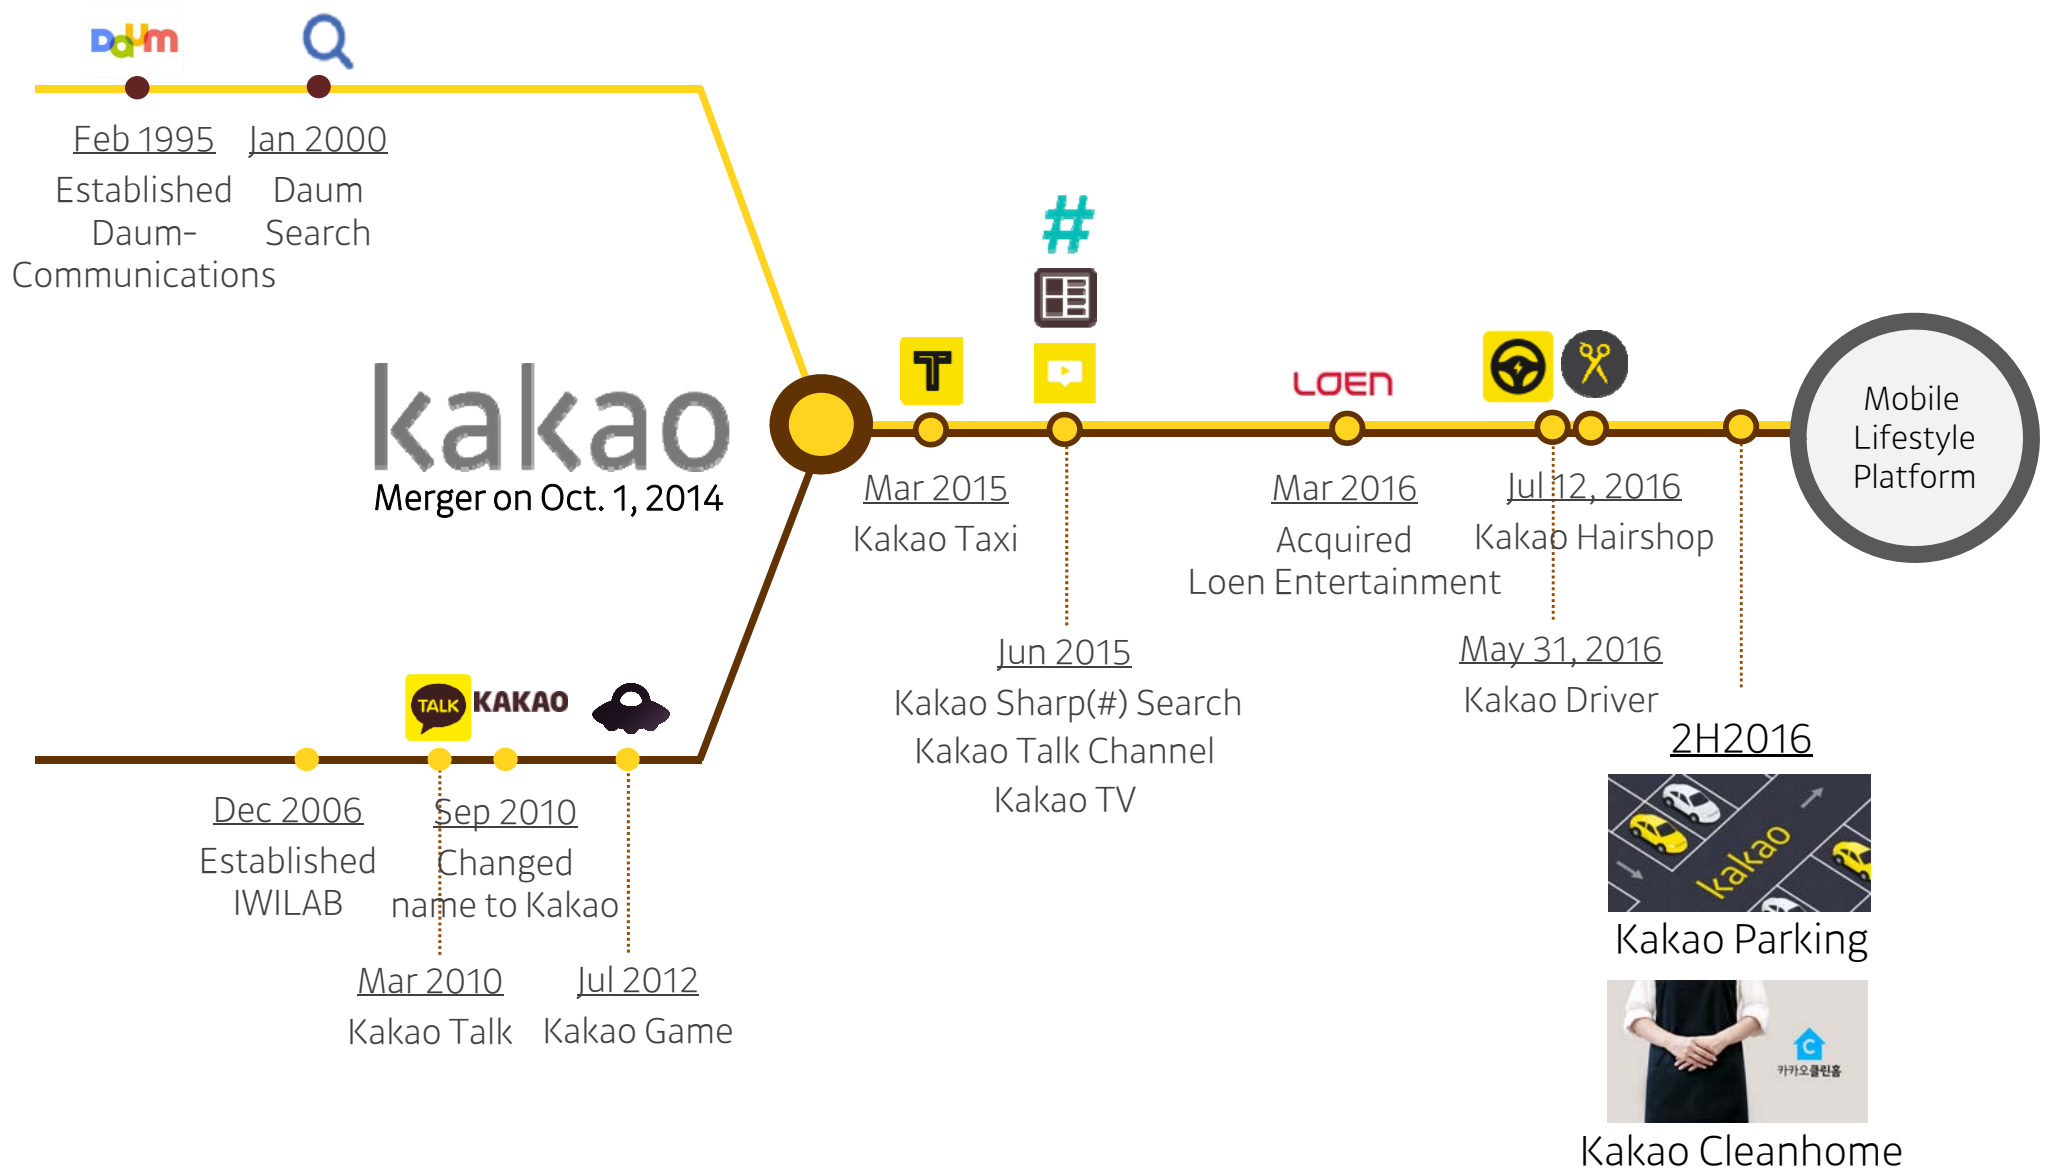 Daum
Feb 1995
Established
Daum-
Communications
Jan 2000
Daum
Search
kakao
Merger on Oct. 1, 2014
TALK
KAKAO
Dec 2006
Established
IWILAB
Sep 2010
Changed
name to Kakao
Mar 2010
Kakao Talk
Jul 2012
Kakao Game
T
#
Mar 2015
Kakao Taxi
Jun 2015
Kakao Sharp(#) Search
Kakao Talk Channel
Kakao TV
LOEN
Mar 2016
Acquired
Loen Entertainment
Jul 12, 2016
Kakao Hairshop
May 31, 2016
Kakao Driver
2H2016
kakao
Kakao Parking
C
카카오클린홈
Kakao Cleanhome
Mobile
Lifestyle
Platform